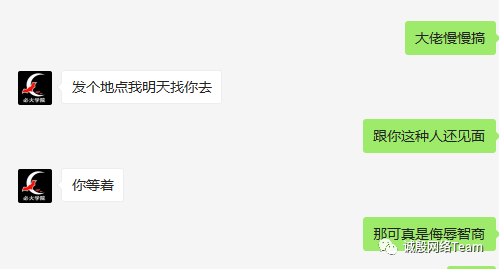 大佬慢慢搞
发个地点我明天找你去
必火学院
跟你这种人还见面
你等着
必火学院
那可真是侮辱智商
诚殷网络Team